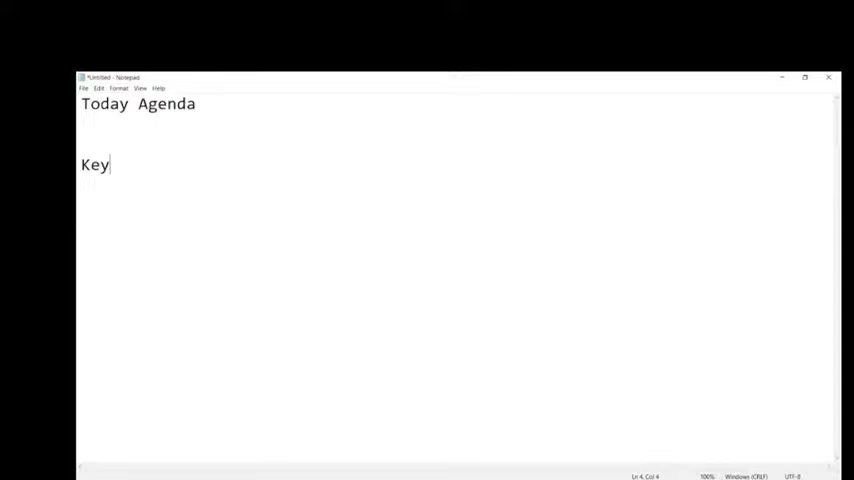 *Untitled - Notepad
File Edit Format View Help
Today Agenda
Key
Ln 4, Col 4 100% Windows (CRLF) UTF-8